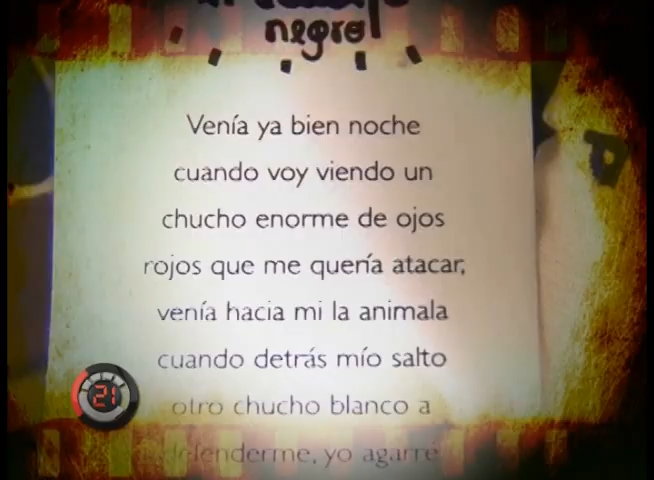 negro
Venía ya bien noche
cuando voy viendo un
chucho enorme de ojos
rojos que me quería atacar,
venía hacia mi la animala
cuando detrás mío salto
otro chucho blanco a
defenderme, yo agarré
21